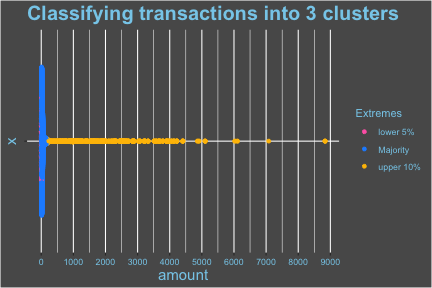 Classifying transactions into 3 clusters
x
Extremes
lower 5%
Majority
upper 10%
0 1000 2000 3000 4000 5000 6000 7000 8000 9000
amount